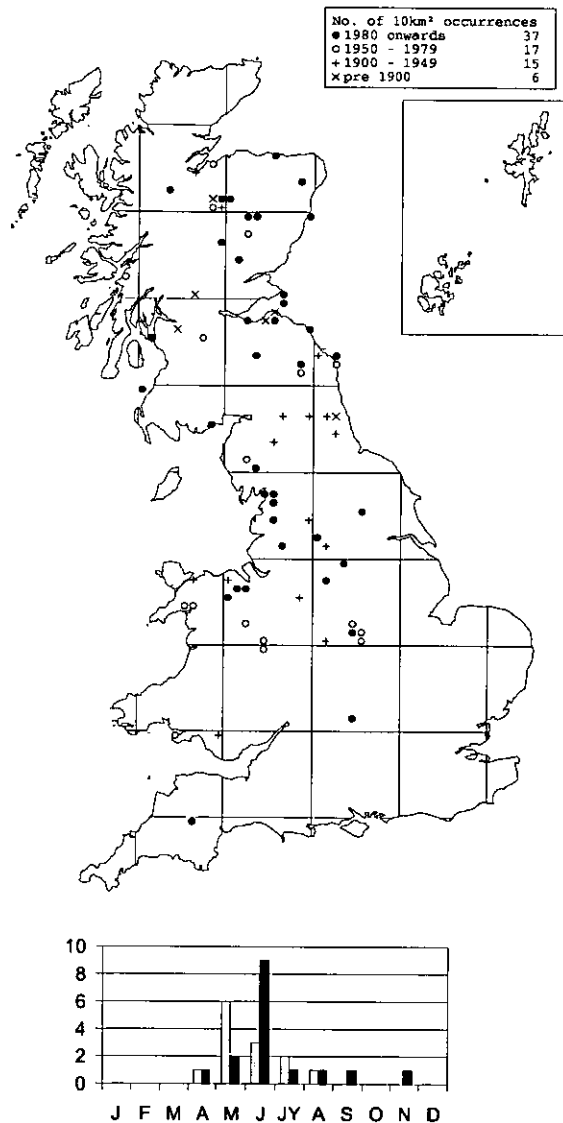 No. of 10km² occurrences
● 1980 onwards 37
○ 1950 - 1979 17
+ 1900 - 1949 15
× pre 1900 6
10
8
6
4
2
0
J F M A M J JY A S O N D